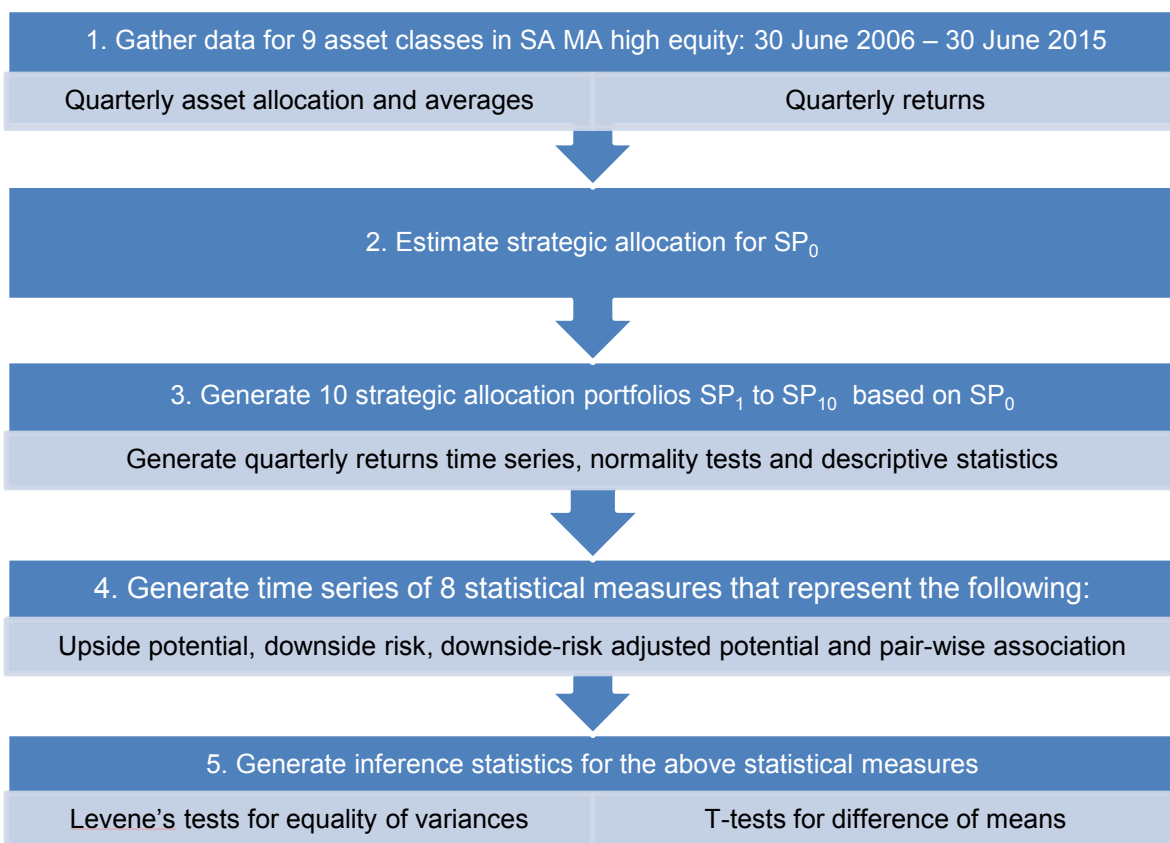 1. Gather data for 9 asset classes in SA MA high equity: 30 June 2006 – 30 June 2015
Quarterly asset allocation and averages
Quarterly returns
2. Estimate strategic allocation for SP₀
3. Generate 10 strategic allocation portfolios SP₁ to SP₁₀ based on SP₀
Generate quarterly returns time series, normality tests and descriptive statistics
4. Generate time series of 8 statistical measures that represent the following:
Upside potential, downside risk, downside-risk adjusted potential and pair-wise association
5. Generate inference statistics for the above statistical measures
Levene's tests for equality of variances
T-tests for difference of means